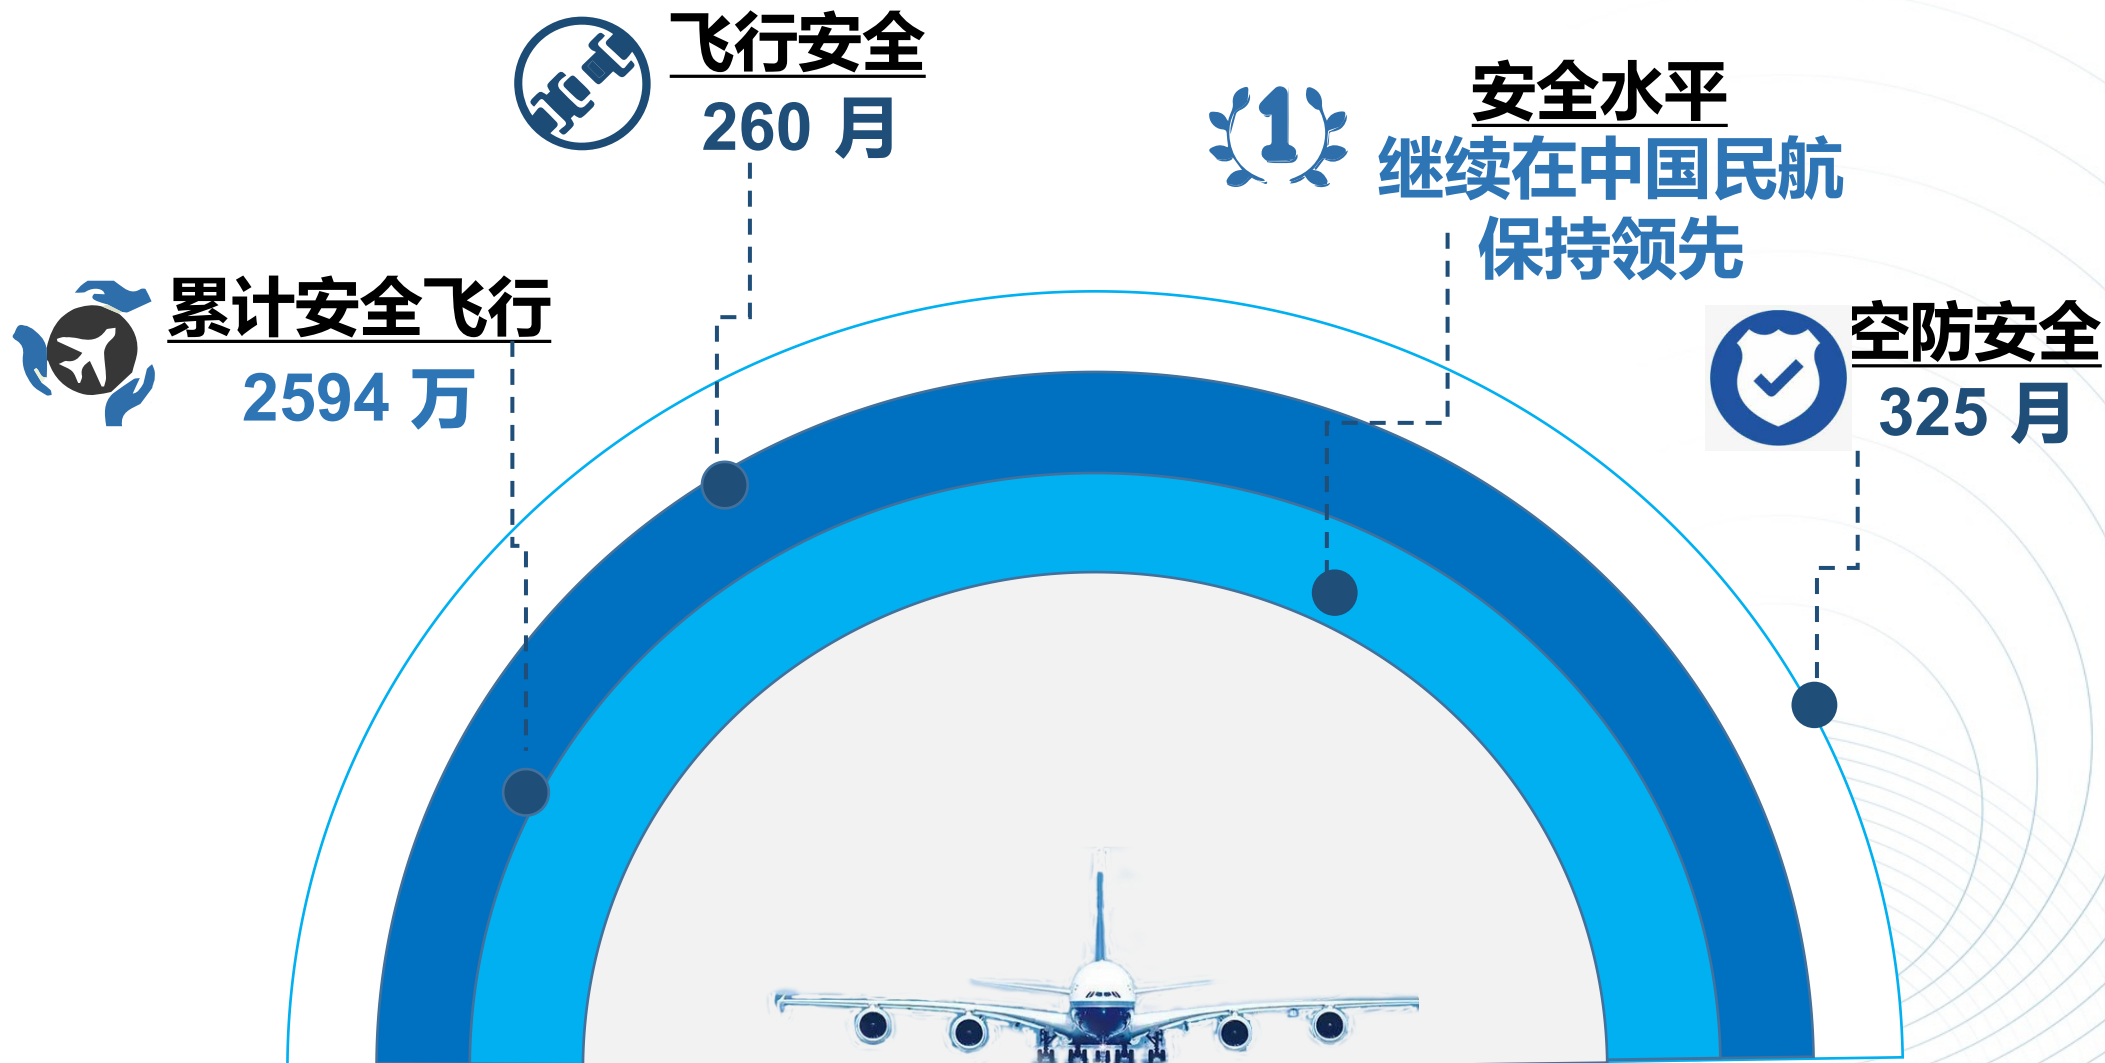 飞行安全
260 月
安全水平
继续在中国民航
保持领先
1
累计安全飞行
2594 万
空防安全
325 月